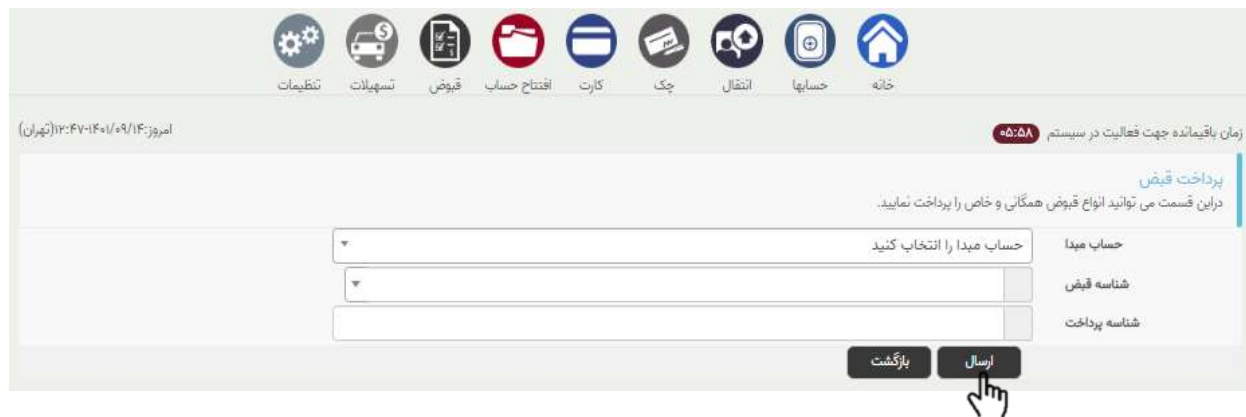 خانه
حسابها
انتقال
چک
کارت
افتتاح حساب
قبوض
تسهیلات
تنظیمات
زمان باقیمانده جهت فعالیت در سیستم ۰۵:۵۸
امروز:۱۴۰۱/۰۹/۱۴-۱۲:۴۷(تهران)
پرداخت قبض
دراین قسمت می توانید انواع قبوض همگانی و خاص را پرداخت نمایید.
حساب مبدا حساب مبدا را انتخاب کنید
شناسه قبض
شناسه پرداخت
ارسال بازگشت